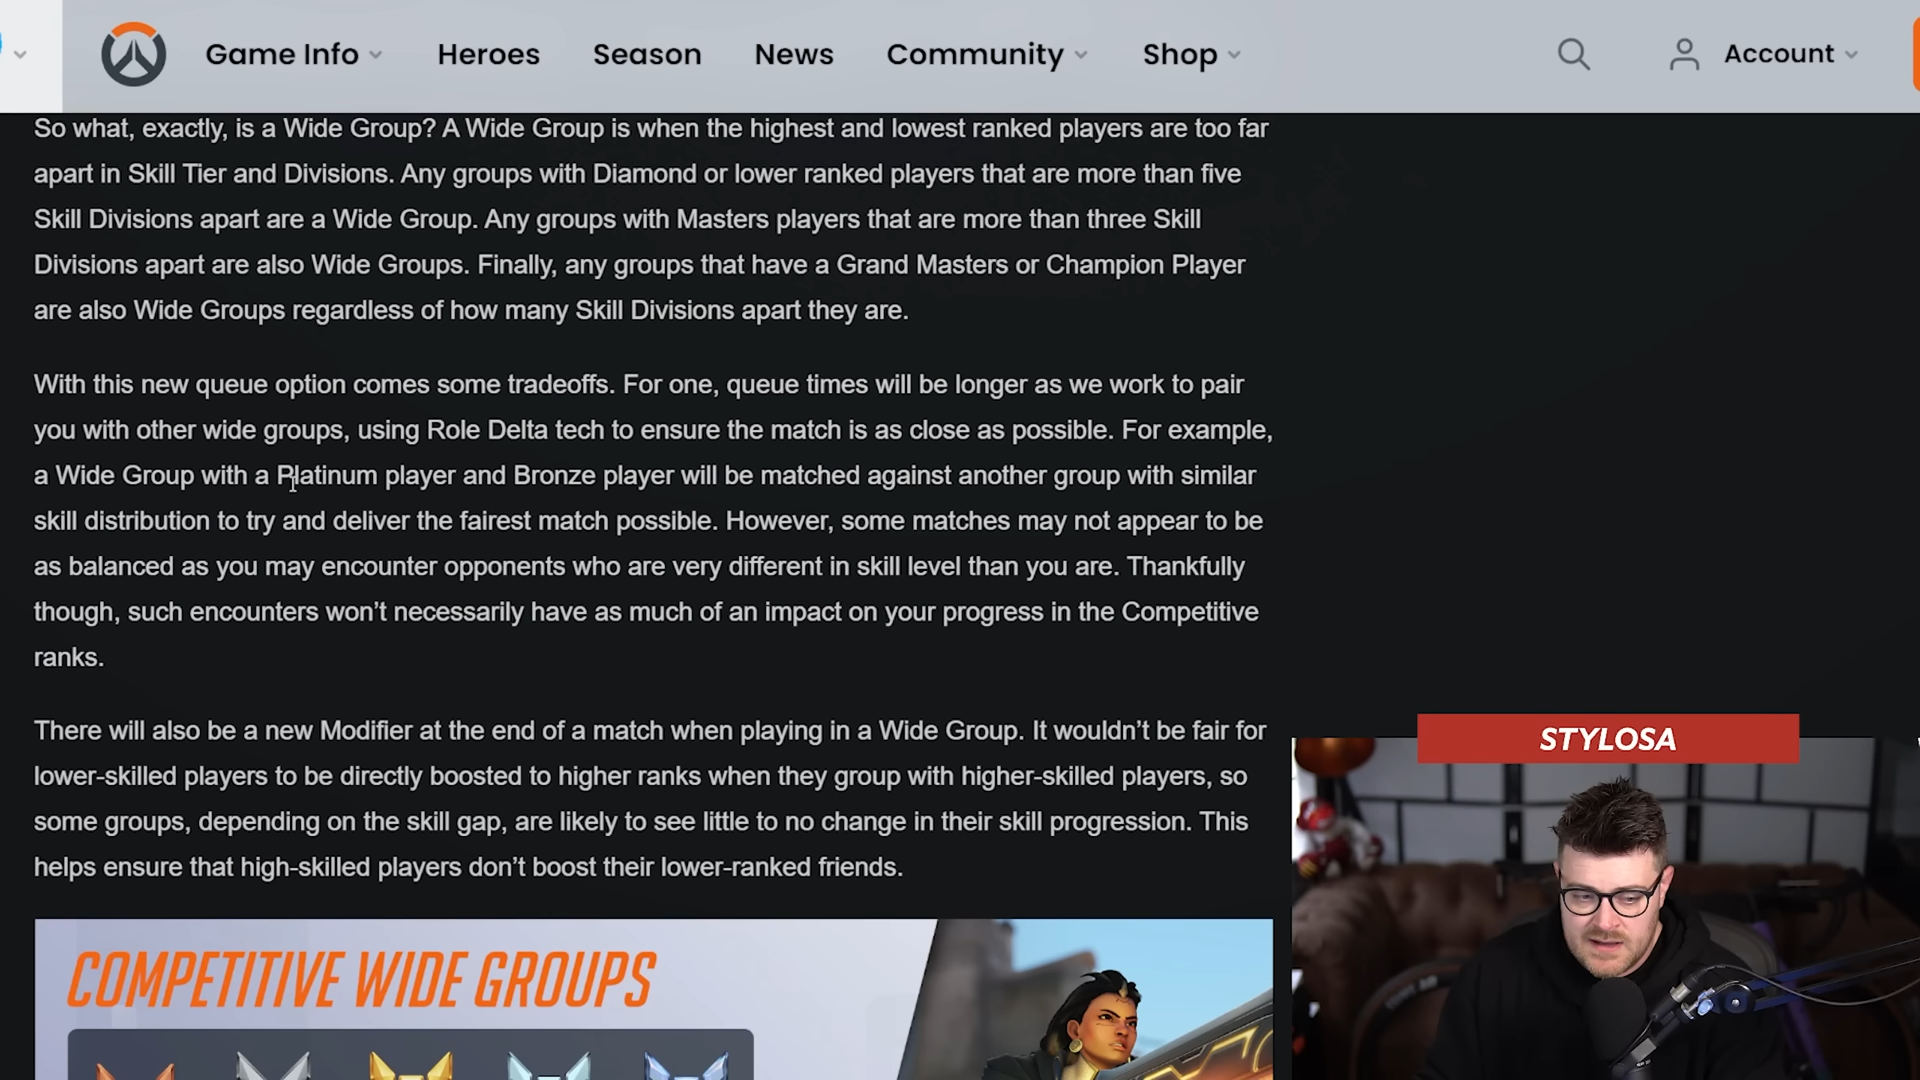 Game Info Heroes Season News Community Shop Account
So what, exactly, is a Wide Group? A Wide Group is when the highest and lowest ranked players are too far
apart in Skill Tier and Divisions. Any groups with Diamond or lower ranked players that are more than five
Skill Divisions apart are a Wide Group. Any groups with Masters players that are more than three Skill
Divisions apart are also Wide Groups. Finally, any groups that have a Grand Masters or Champion Player
are also Wide Groups regardless of how many Skill Divisions apart they are.
With this new queue option comes some tradeoffs. For one, queue times will be longer as we work to pair
you with other wide groups, using Role Delta tech to ensure the match is as close as possible. For example,
a Wide Group with a Platinum player and Bronze player will be matched against another group with similar
skill distribution to try and deliver the fairest match possible. However, some matches may not appear to be
as balanced as you may encounter opponents who are very different in skill level than you are. Thankfully
though, such encounters won’t necessarily have as much of an impact on your progress in the Competitive
ranks.
There will also be a new Modifier at the end of a match when playing in a Wide Group. It wouldn’t be fair for
lower-skilled players to be directly boosted to higher ranks when they group with higher-skilled players, so
some groups, depending on the skill gap, are likely to see little to no change in their skill progression. This
helps ensure that high-skilled players don’t boost their lower-ranked friends.
STYLOSA
COMPETITIVE WIDE GROUPS